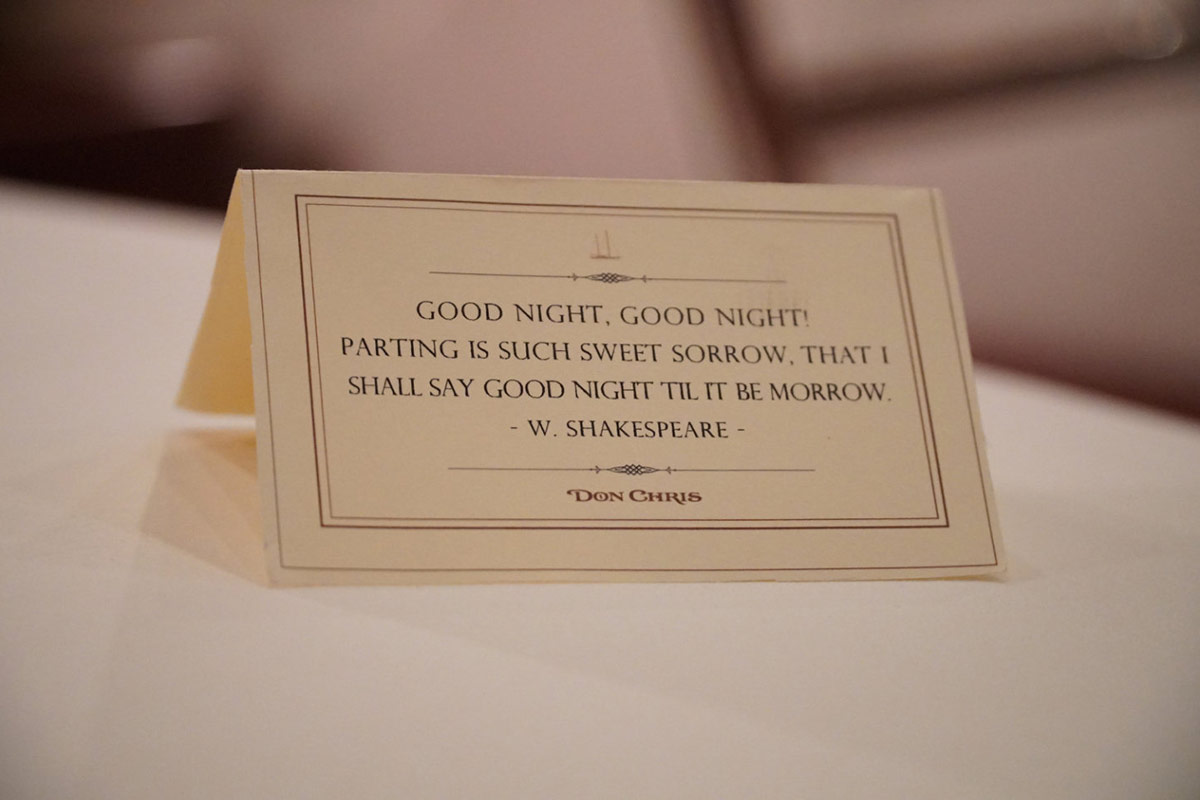 GOOD NIGHT, GOOD NIGHT!
PARTING IS SUCH SWEET SORROW, THAT I
SHALL SAY GOOD NIGHT TIL IT BE MORROW.
- W. SHAKESPEARE -
DON CHRIS